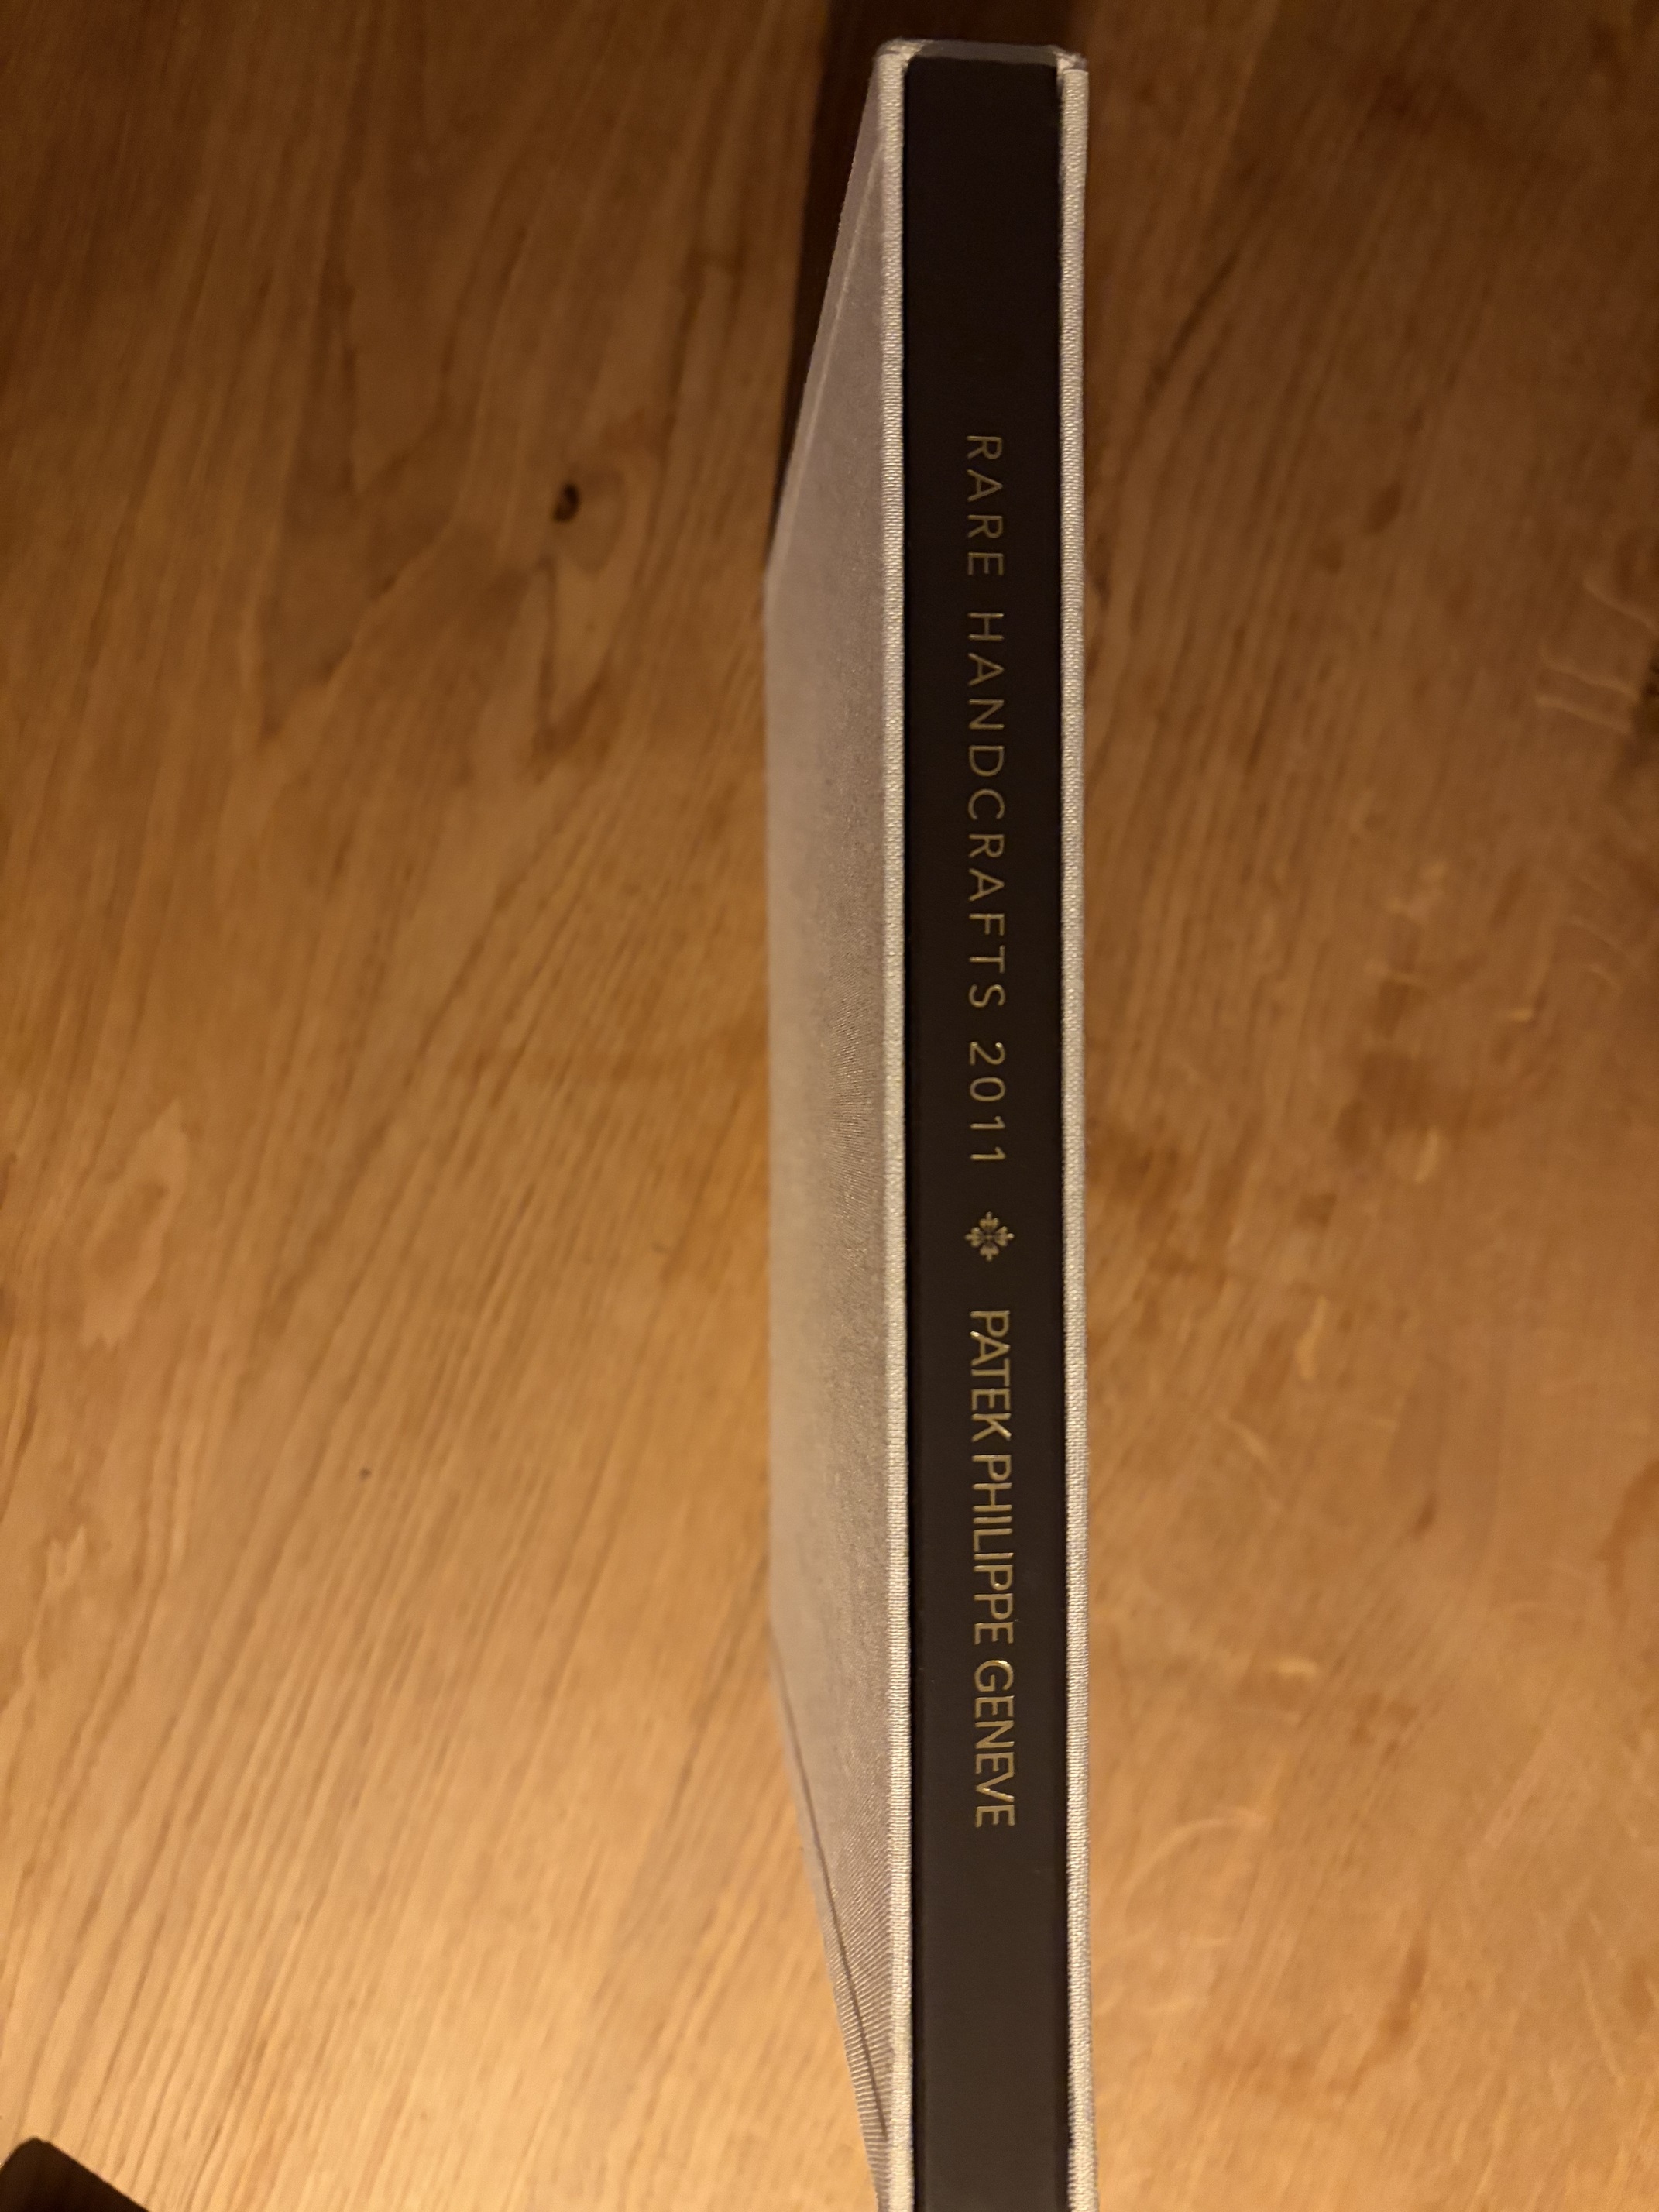 RARE HANDCRAFTS 2011 PATEK PHILIPPE GENEVE